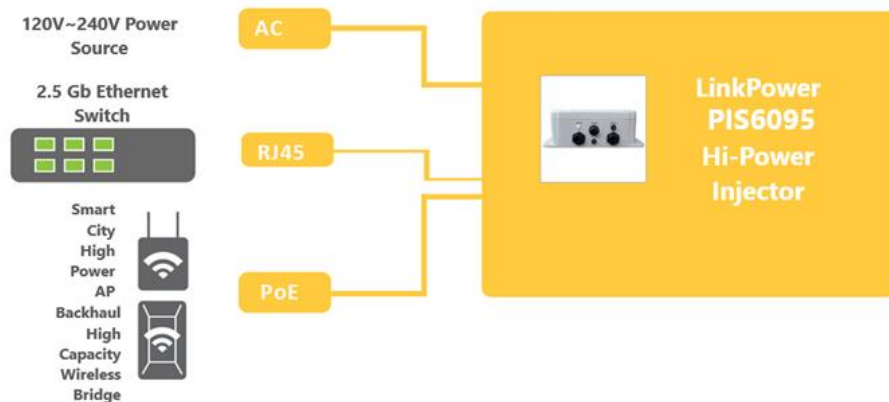 120V~240V Power
Source
AC
2.5 Gb Ethernet
Switch
RJ45
Smart
City
High
Power
AP
Backhaul
High
Capacity
Wireless
Bridge
PoE
LinkPower
PIS6095
Hi-Power
Injector